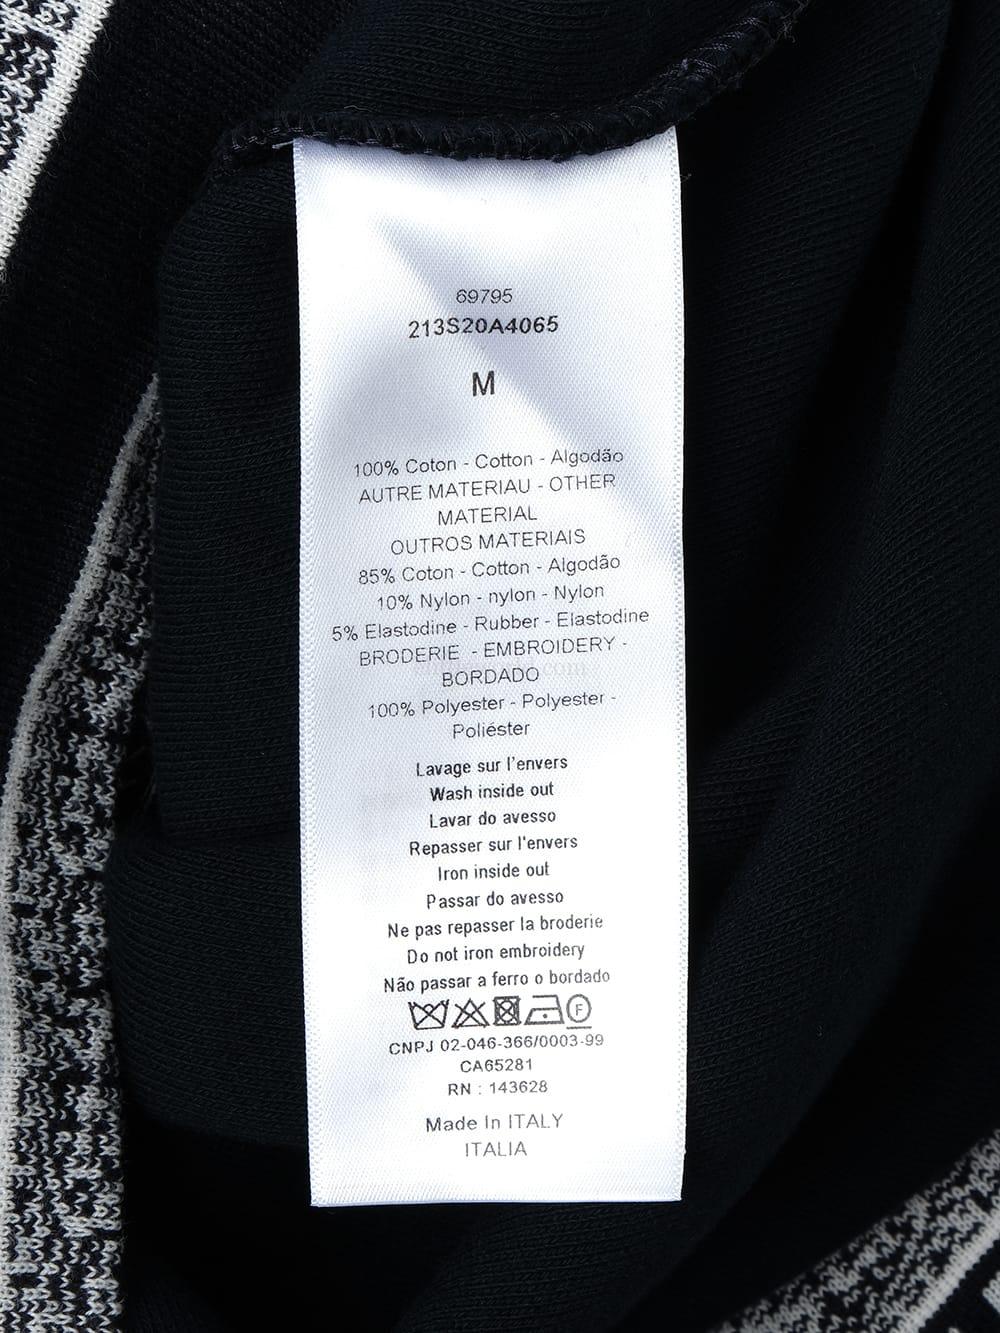 69795
213S20A4065
M
100% Coton - Cotton - Algodão
AUTRE MATERIAU - OTHER
MATERIAL
OUTROS MATERIAIS
85% Coton - Cotton - Algodão
10% Nylon - nylon - Nylon
5% Elastodine - Rubber - Elastodine
BRODERIE - EMBROIDERY -
BORDADO
100% Polyester - Polyester -
Poliéster
Lavage sur l'envers
Wash inside out
Lavar do avesso
Repasser sur l'envers
Iron inside out
Passar do avesso
Ne pas repasser la broderie
Do not iron embroidery
Não passar a ferro o bordado
F
CNPJ 02-046-366/0003-99
CA65281
RN : 143628
Made In ITALY
ITALIA